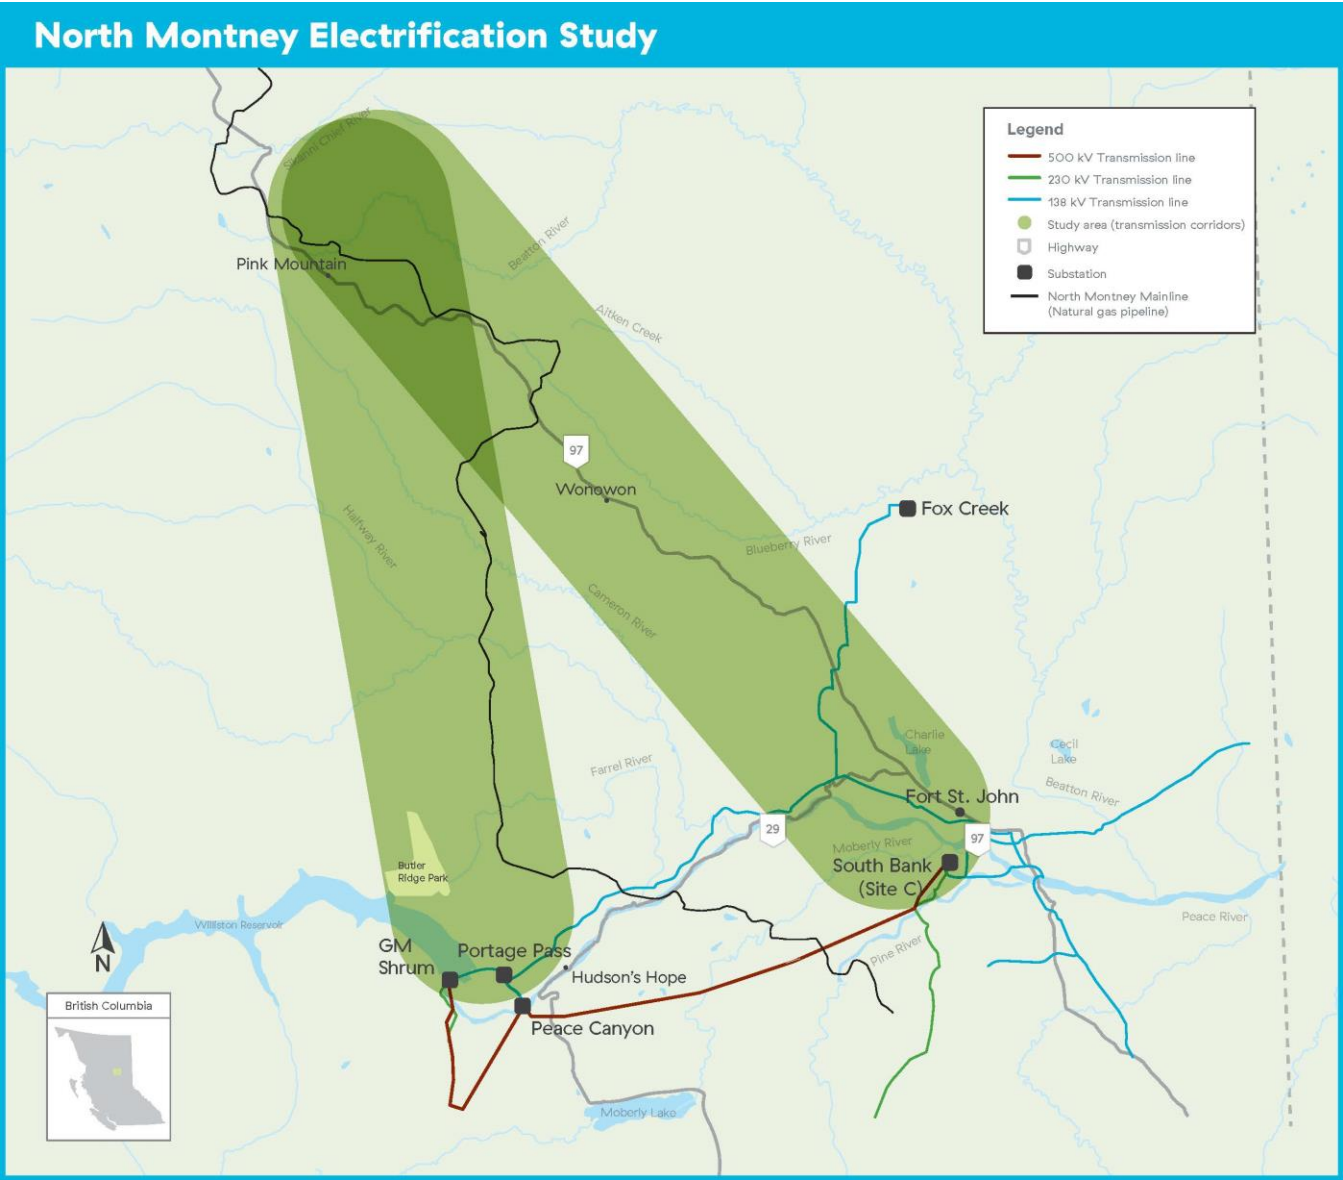 North Montney Electrification Study
Legend
500 kV Transmission line
230 kV Transmission line
138 kV Transmission line
Study area (transmission corridors)
Highway
Substation
North Montney Mainline
(Natural gas pipeline)
Sikanni Chief River
Beatton River
Pink Mountain
Aitken Creek
97
Wonowon
Fox Creek
Halfway River
Blueberry River
Cameron River
Charlie
Lake
Cecil
Lake
Farrel River
Beatton River
Fort St. John
29
97
Moberly River
South Bank
(Site C)
Butler
Ridge Park
Williston Reservoir
Peace River
GM
Shrum
Portage Pass
Pine River
Hudson's Hope
Peace Canyon
N
British Columbia
Moberly Lake